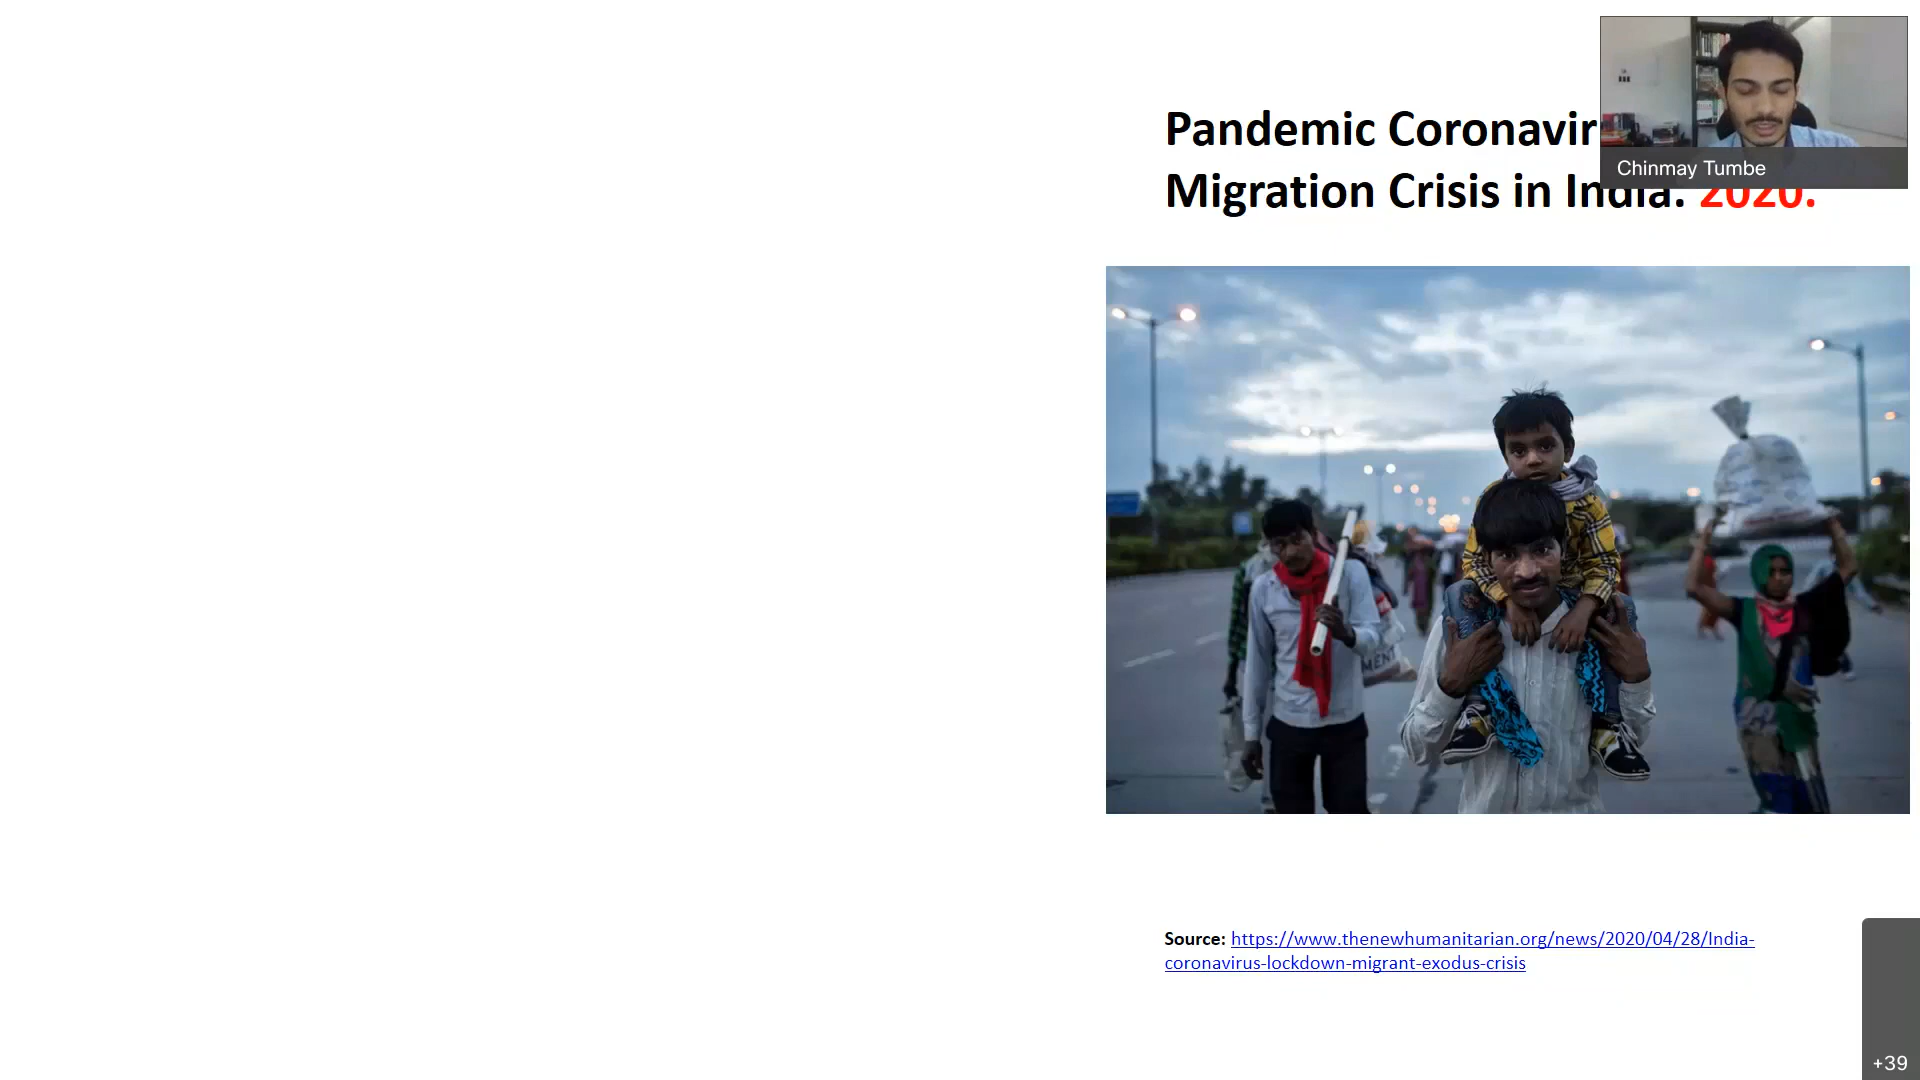 Pandemic Coronavir
Migration Crisis in India. 2020.
Chinmay Tumbe
MENT
Source: https://www.thenewhumanitarian.org/news/2020/04/28/India-
coronavirus-lockdown-migrant-exodus-crisis
+39